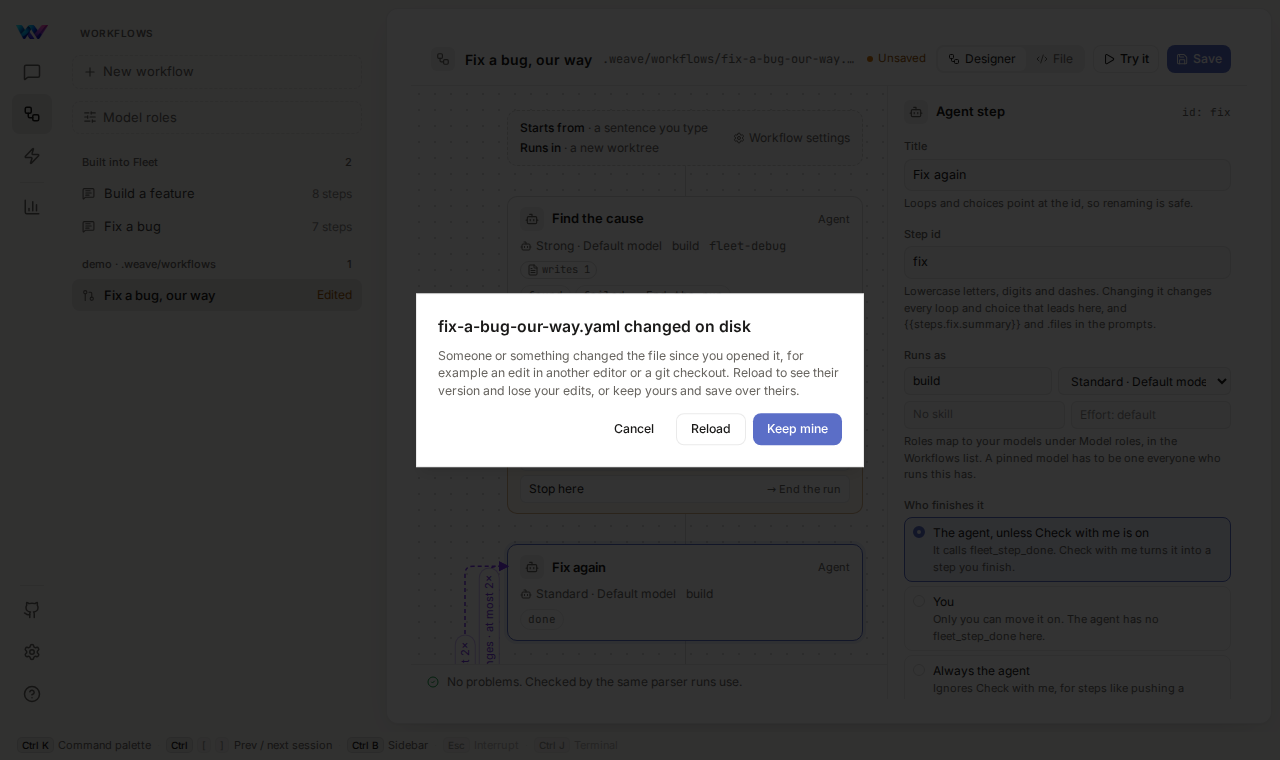 WORKFLOWS
New workflow
Model roles
Built into Fleet 2
Build a feature 8 steps
Fix a bug 7 steps
demo · .weave/workflows 1
Fix a bug, our way Edited
Fix a bug, our way .weave/workflows/fix-a-bug-our-way.… Unsaved Designer File Try it Save
Starts from · a sentence you type
Runs in · a new worktree
Workflow settings
Find the cause Agent
Strong · Default model build fleet-debug
writes 1
fix-a-bug-our-way.yaml changed on disk
Someone or something changed the file since you opened it, for
example an edit in another editor or a git checkout. Reload to see their
version and lose your edits, or keep yours and save over theirs.
Cancel Reload Keep mine
Stop here → End the run
Fix again Agent
Standard · Default model · build
done
nges · at most 2×
t 2×
No problems. Checked by the same parser runs use.
Agent step id: fix
Title
Fix again
Loops and choices point at the id, so renaming is safe.
Step id
fix
Lowercase letters, digits and dashes. Changing it changes
every loop and choice that leads here, and
{{steps.fix.summary}} and .files in the prompts.
Runs as
build Standard · Default mode
No skill Effort: default
Roles map to your models under Model roles, in the
Workflows list. A pinned model has to be one everyone who
runs this has.
Who finishes it
The agent, unless Check with me is on
It calls fleet_step_done. Check with me turns it into a
step you finish.
You
Only you can move it on. The agent has no
fleet_step_done here.
Always the agent
Ignores Check with me, for steps like pushing a
Ctrl K Command palette Ctrl [ ] Prev / next session Ctrl B Sidebar Esc Interrupt Ctrl J Terminal